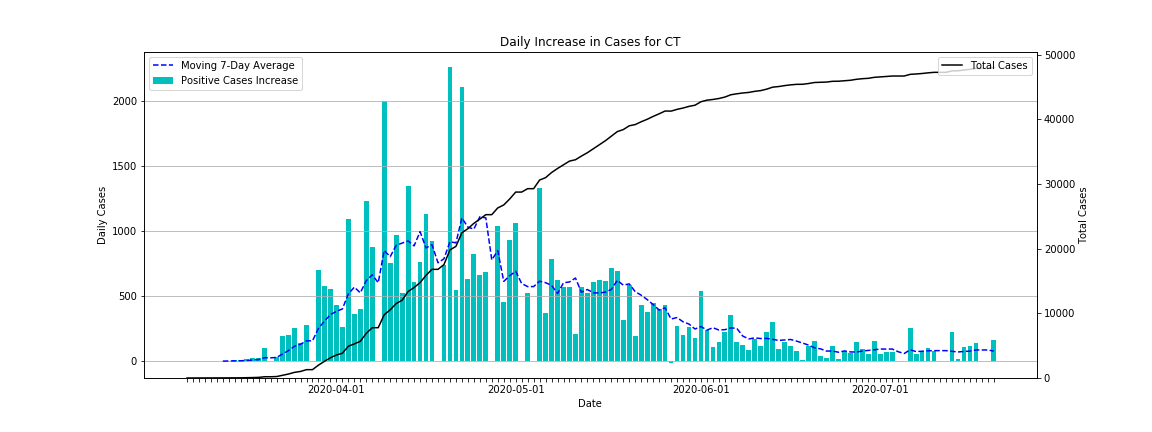 Daily Increase in Cases for CT
Moving 7-Day Average
Positive Cases Increase
Total Cases
2000
1500
1000
500
0
Daily Cases
50000
40000
30000
20000
10000
0
Total Cases
2020-04-01
2020-05-01
2020-06-01
2020-07-01
Date